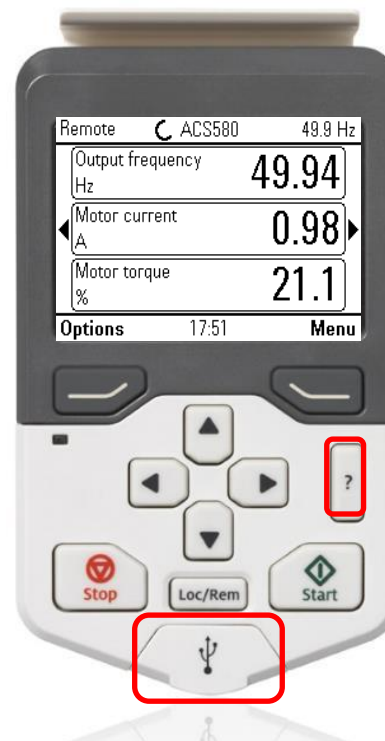 Remote ACS580 49.9 Hz
Output frequency
Hz
49.94
Motor current
A
0.98
Motor torque
%
21.1
Options 17:51 Menu
?
Stop Loc/Rem Start